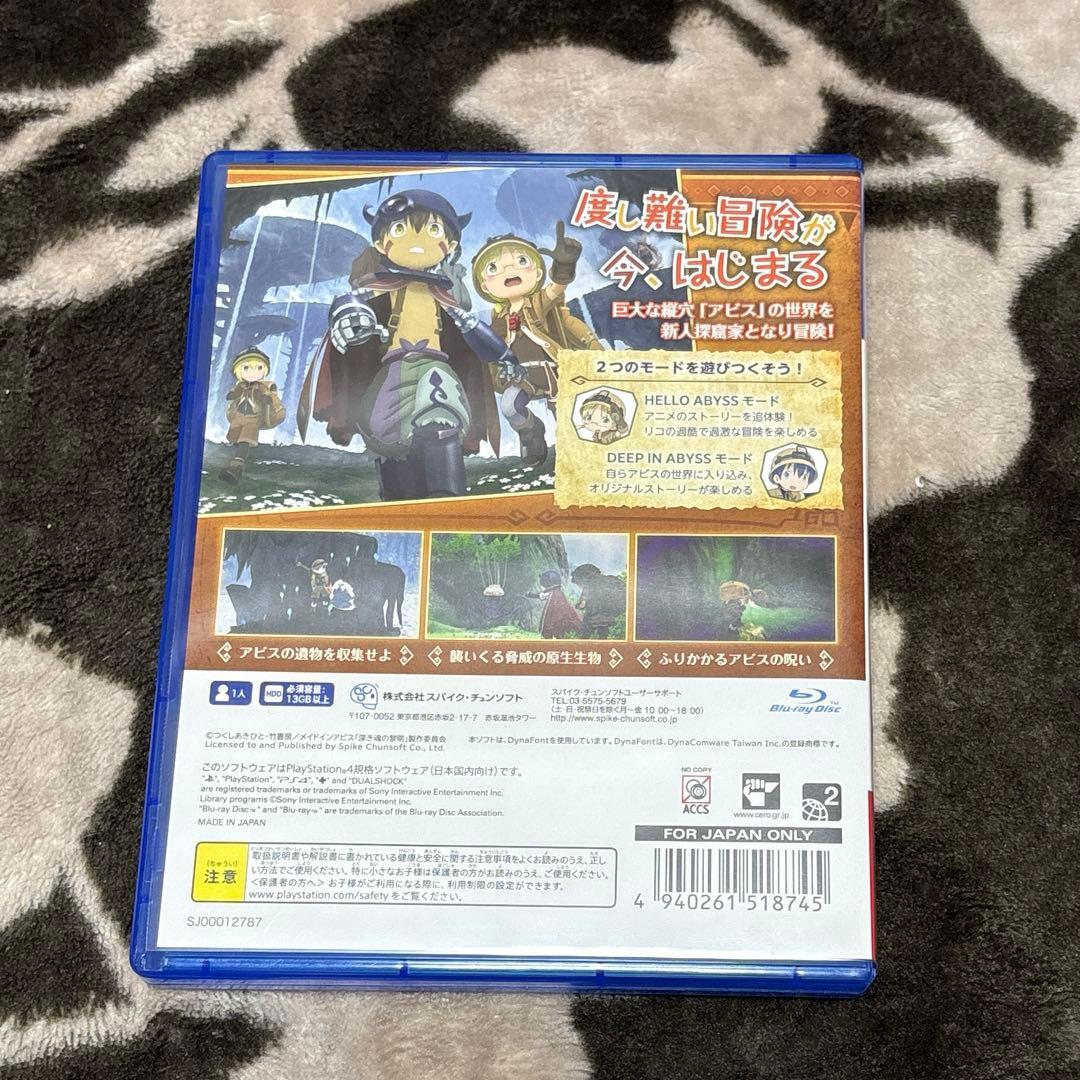 度し難い冒険が
今、はじまる
巨大な縦穴「アビス」の世界を
新人探窟家となり冒険!
2つのモードを遊びつくそう!
HELLO ABYSS モード
アニメのストーリーを追体験!
リコの過酷で過激な冒険を楽しめる
DEEP IN ABYSS モード
自らアビスの世界に入り込み、
オリジナルストーリーが楽しめる
アビスの遺物を収集せよ
襲いくる脅威の原生生物
ふりかかるアビスの呪い
1人
HDD 必須容量:
13GB以上
株式会社スパイク・チュンソフト
〒107-0052 東京都港区赤坂2-17-7 赤坂溜池タワー
スパイク・チュンソフトユーザーサポート
TEL:03-5575-5679
(土・日・祝祭日を除く月~金 10:00~18:00)
http://www.spike-chunsoft.co.jp
Blu-ray Disc™
©つくしあきひと・竹書房/メイドインアビス「深き魂の黎明」製作委員会
Licensed to and Published by Spike Chunsoft Co., Ltd.
本ソフトは、DynaFontを使用しています。DynaFontは、DynaComware Taiwan Inc.の登録商標です。
このソフトウェアはPlayStation®4規格ソフトウェア(日本国内向け)です。
"", "PlayStation", "PS4", "" and "DUALSHOCK"
are registered trademarks or trademarks of Sony Interactive Entertainment Inc.
Library programs ©Sony Interactive Entertainment Inc.
"Blu-ray Disc™" and "Blu-ray™" are trademarks of the Blu-ray Disc Association.
MADE IN JAPAN
NO COPY
ACCS
www.cero.gr.jp
2
FOR JAPAN ONLY
(ちゅうい)
注意
取扱説明書や解説書に書かれている健康と安全に関する注意事項をよくお読みのうえ、正し
い方法でご使用ください。特に小さなお子様は保護者の方がお読みのうえ、ご使用ください。
<保護者の方へ> お子様がご利用になる際に、利用制限の設定ができます。
www.playstation.com/safety をご覧ください。
4 940261 518745
SJ00012787